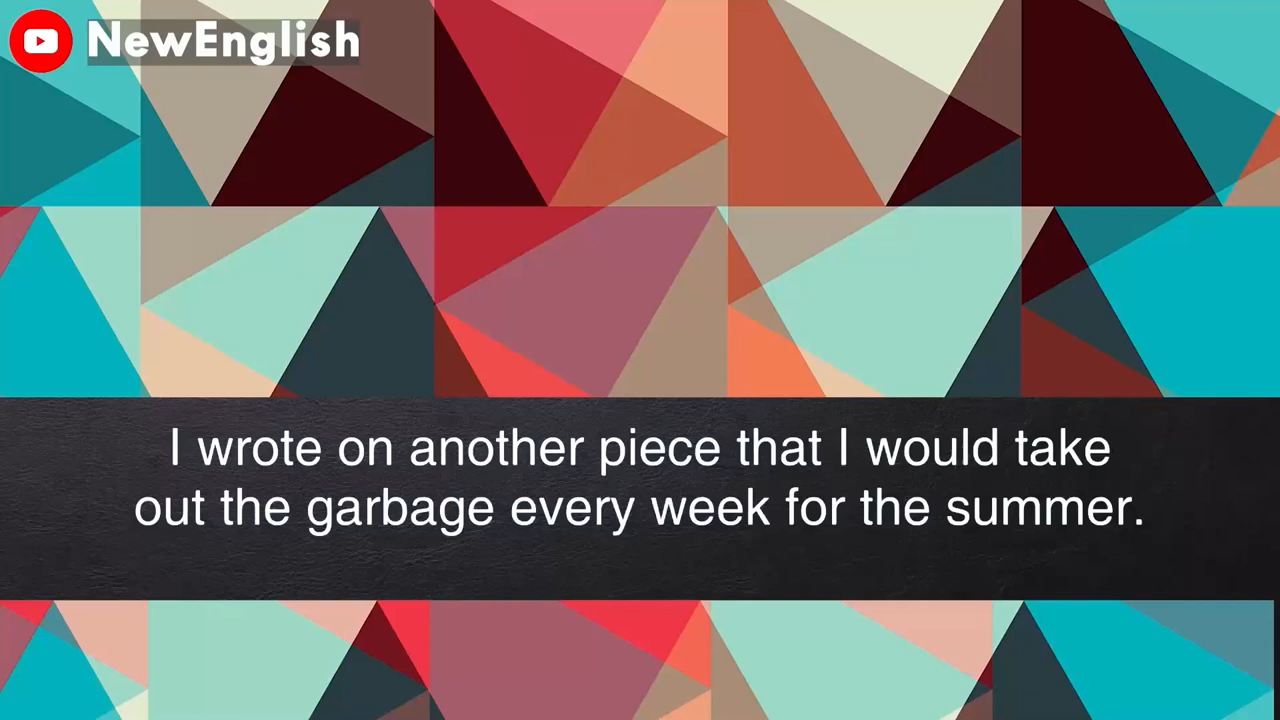 NewEnglish
I wrote on another piece that I would take
out the garbage every week for the summer.